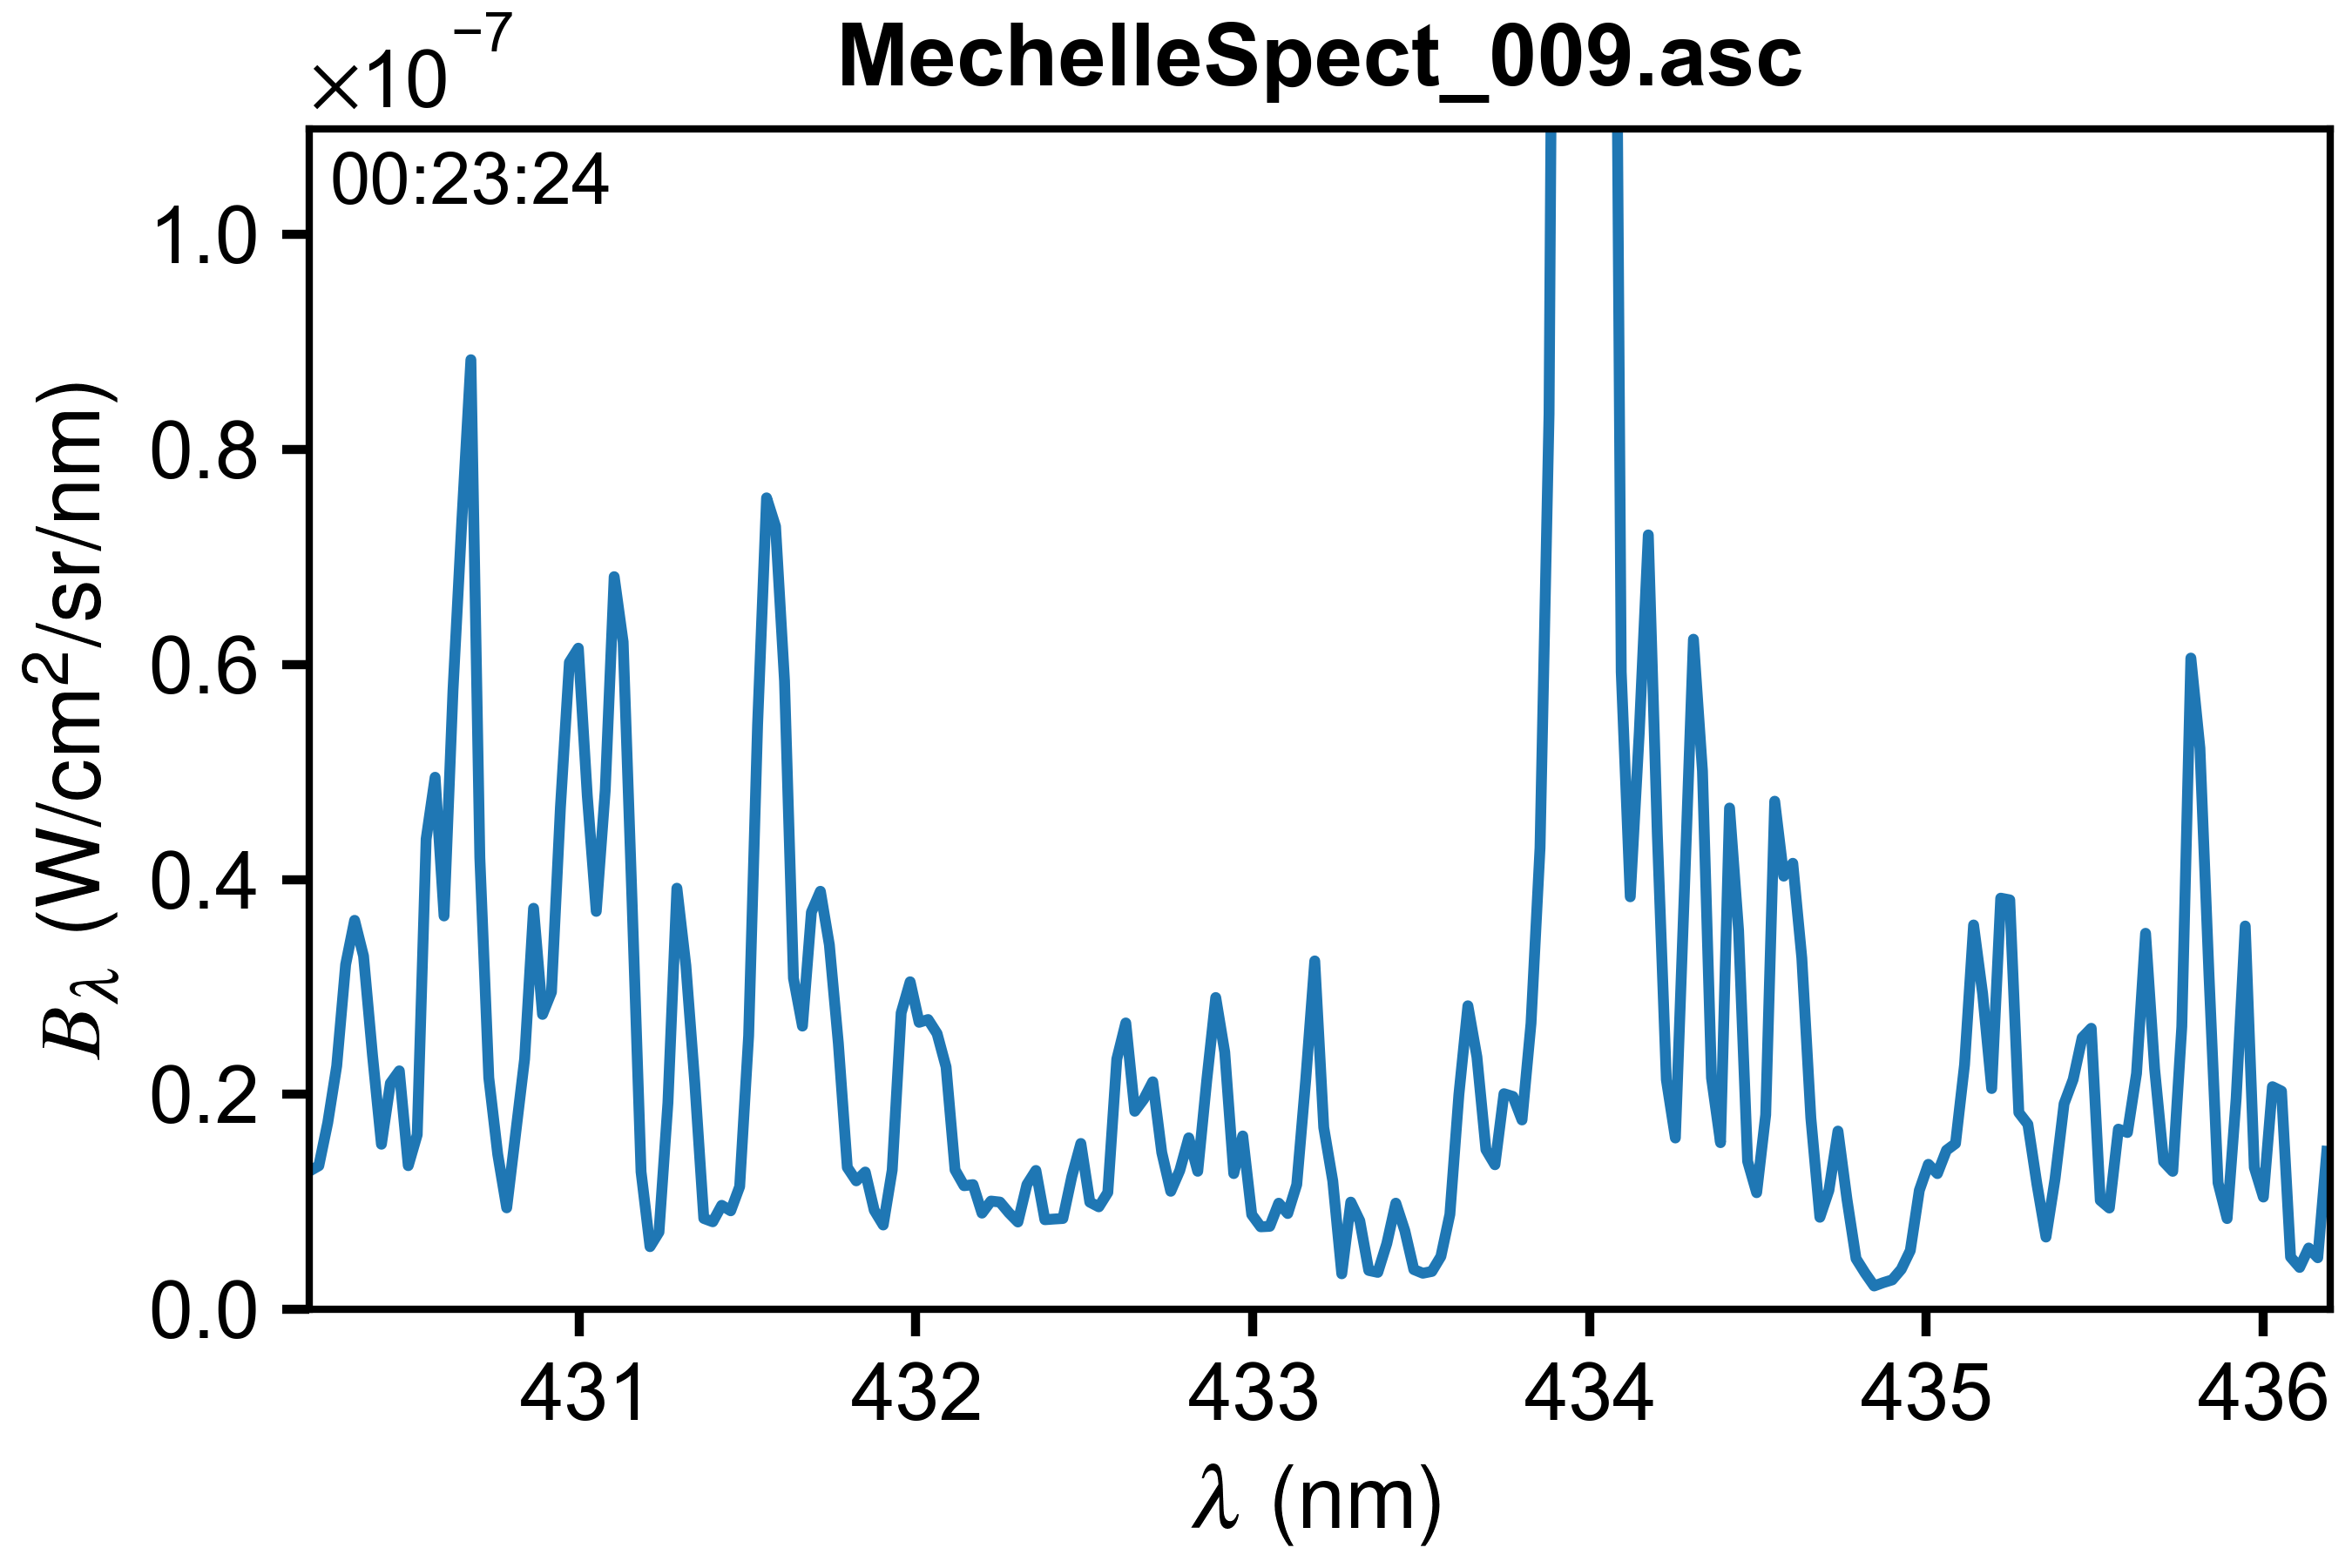 ×10⁻⁷
MechelleSpect_009.asc
00:23:24
1.0
0.8
0.6
0.4
0.2
0.0
B_λ (W/cm²/sr/nm)
431 432 433 434 435 436
λ (nm)